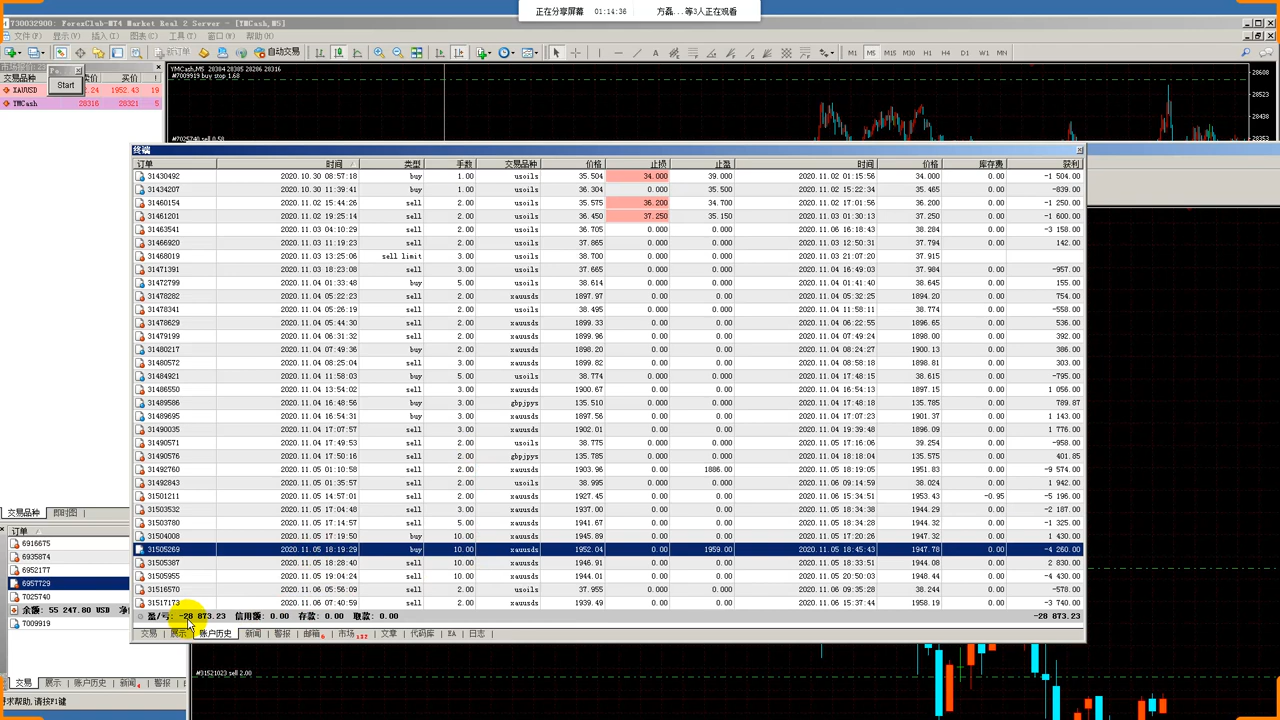 正在分享屏幕 01:14:36 方磊...等3人正在观看
730032900: ForexClub-MT4 Market Real 2 Server - [YMCash,M5]
文件(F) 显示(V) 插入(I) 图表(C) 工具(T) 窗口(W) 帮助(H)
新订单 自动交易 M1 M5 M15 M30 H1 H4 D1 W1 MN
交易品种 卖价 买价 !
Start
XAUUSD 1952.43 19
YMCash 28316 28321 5
YMCash,M5 28384 28385 28286 28316
#7009919 buy stop 1.68
#7025740 sell 0.58
28608
28523
28438
终端
订单 时间 类型 手数 交易品种 价格 止损 止盈 时间 价格 库存费 获利
31430492 2020.10.30 08:57:18 buy 1.00 usoils 35.504 34.000 39.000 2020.11.02 01:15:56 34.000 0.00 -1 504.00
31434207 2020.10.30 11:39:41 buy 1.00 usoils 36.304 0.000 35.500 2020.11.02 15:22:34 35.465 0.00 -839.00
31460154 2020.11.02 15:44:26 sell 2.00 usoils 35.575 36.200 34.700 2020.11.02 17:01:56 36.200 0.00 -1 250.00
31461201 2020.11.02 19:25:14 sell 2.00 usoils 36.450 37.250 35.150 2020.11.03 01:30:13 37.250 0.00 -1 600.00
31463541 2020.11.03 04:10:29 sell 2.00 usoils 36.705 0.000 0.000 2020.11.06 16:18:43 38.284 0.00 -3 158.00
31466920 2020.11.03 11:19:23 sell 2.00 usoils 37.865 0.000 0.000 2020.11.03 12:50:31 37.794 0.00 142.00
31468019 2020.11.03 13:25:06 sell limit 3.00 usoils 38.700 0.000 0.000 2020.11.03 21:07:20 37.915
31471391 2020.11.03 18:23:08 sell 3.00 usoils 37.665 0.000 0.000 2020.11.04 16:49:03 37.984 0.00 -957.00
31472799 2020.11.04 01:33:48 buy 5.00 usoils 38.614 0.000 0.000 2020.11.04 01:41:40 38.645 0.00 155.00
31478282 2020.11.04 05:22:23 sell 2.00 xauusds 1897.97 0.00 0.00 2020.11.04 05:32:25 1894.20 0.00 754.00
31478341 2020.11.04 05:26:19 sell 2.00 usoils 38.495 0.000 0.000 2020.11.04 11:58:11 38.774 0.00 -558.00
31478629 2020.11.04 05:44:30 sell 2.00 xauusds 1899.33 0.00 0.00 2020.11.04 06:22:55 1896.65 0.00 536.00
31479199 2020.11.04 06:31:32 sell 2.00 xauusds 1899.96 0.00 0.00 2020.11.04 07:49:24 1898.00 0.00 392.00
31480217 2020.11.04 07:49:36 buy 2.00 xauusds 1898.20 0.00 0.00 2020.11.04 08:24:27 1900.13 0.00 386.00
31480572 2020.11.04 08:25:04 sell 3.00 xauusds 1899.82 0.00 0.00 2020.11.04 08:58:18 1898.81 0.00 303.00
31484921 2020.11.04 11:58:03 buy 5.00 usoils 38.774 0.000 0.000 2020.11.04 17:48:15 38.615 0.00 -795.00
31486550 2020.11.04 13:54:02 sell 3.00 xauusds 1900.67 0.00 0.00 2020.11.04 16:54:13 1897.15 0.00 1 056.00
31489586 2020.11.04 16:48:56 buy 3.00 gbpjpys 135.510 0.000 0.000 2020.11.04 17:48:18 135.785 0.00 789.87
31489695 2020.11.04 16:54:31 buy 3.00 xauusds 1897.56 0.00 0.00 2020.11.04 17:07:23 1901.37 0.00 1 143.00
31490035 2020.11.04 17:07:57 sell 3.00 xauusds 1902.01 0.00 0.00 2020.11.04 19:39:48 1896.09 0.00 1 776.00
31490571 2020.11.04 17:49:53 sell 2.00 usoils 38.775 0.000 0.000 2020.11.05 17:16:06 39.254 0.00 -958.00
31490576 2020.11.04 17:50:16 sell 2.00 gbpjpys 135.785 0.000 0.000 2020.11.04 18:18:04 135.575 0.00 401.85
31492760 2020.11.05 01:10:58 sell 2.00 xauusds 1903.96 0.00 1886.00 2020.11.05 18:19:05 1951.83 0.00 -9 574.00
31492843 2020.11.05 01:35:57 sell 2.00 usoils 38.995 0.000 0.000 2020.11.06 09:14:59 38.024 0.00 1 942.00
31501211 2020.11.05 14:57:01 sell 2.00 xauusds 1927.45 0.00 0.00 2020.11.05 15:34:51 1953.43 -0.95 -5 196.00
31503532 2020.11.05 17:04:48 sell 3.00 xauusds 1937.00 0.00 0.00 2020.11.05 18:34:38 1944.29 0.00 -2 187.00
31503780 2020.11.05 17:14:57 sell 5.00 xauusds 1941.67 0.00 0.00 2020.11.05 18:34:28 1944.32 0.00 -1 325.00
31504008 2020.11.05 17:19:50 buy 10.00 xauusds 1945.89 0.00 0.00 2020.11.05 17:20:26 1947.32 0.00 1 430.00
31505269 2020.11.05 18:19:29 buy 10.00 xauusds 1952.04 0.00 1959.00 2020.11.05 18:45:43 1947.78 0.00 -4 260.00
31505387 2020.11.05 18:28:40 sell 10.00 xauusds 1946.91 0.00 0.00 2020.11.05 18:33:51 1944.08 0.00 2 830.00
31505955 2020.11.05 19:04:24 sell 10.00 xauusds 1944.01 0.00 0.00 2020.11.05 20:50:03 1948.44 0.00 -4 430.00
31516570 2020.11.06 05:56:10 sell 2.00 usoils 37.955 0.000 0.000 2020.11.06 09:35:28 38.244 0.00 -578.00
31517173 2020.11.06 07:40:59 sell 2.00 xauusds 1939.49 0.00 0.00 2020.11.06 15:37:44 1958.19 0.00 -3 740.00
盈/亏: -28 873.23 信用额: 0.00 存款: 0.00 取款: 0.00 -28 873.23
交易 展示 账户历史 新闻 警报 邮箱 市场 文章 代码库 EA 日志
交易品种 即时图
订单
6916675
6935874
6952177
6957729
7025740
余额: 55 247.80 USD
7009919
交易 展示 账户历史 新闻 警报
寻求帮助, 请按F1键
#31521023 sell 2.00